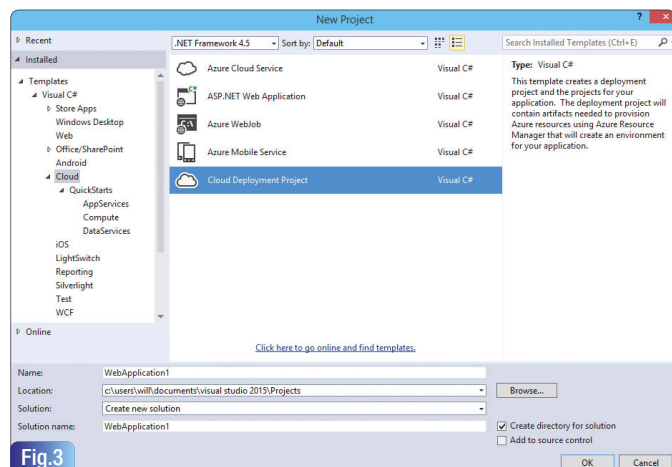 New Project
? ×
Recent
.NET Framework 4.5 Sort by: Default
Search Installed Templates (Ctrl+E)
Installed
Templates
Visual C#
Store Apps
Windows Desktop
Web
Office/SharePoint
Android
Cloud
QuickStarts
AppServices
Compute
DataServices
iOS
LightSwitch
Reporting
Silverlight
Test
WCF
Online
Azure Cloud Service Visual C#
ASP.NET Web Application Visual C#
Azure WebJob Visual C#
Azure Mobile Service Visual C#
Cloud Deployment Project Visual C#
Click here to go online and find templates.
Type: Visual C#
This template creates a deployment
project and the projects for your
application. The deployment project will
contain artifacts needed to provision
Azure resources using Azure Resource
Manager that will create an environment
for your application.
Name: WebApplication1
Location: c:\users\will\documents\visual studio 2015\Projects Browse...
Solution: Create new solution
Solution name: WebApplication1
Create directory for solution
Add to source control
OK Cancel
Fig.3